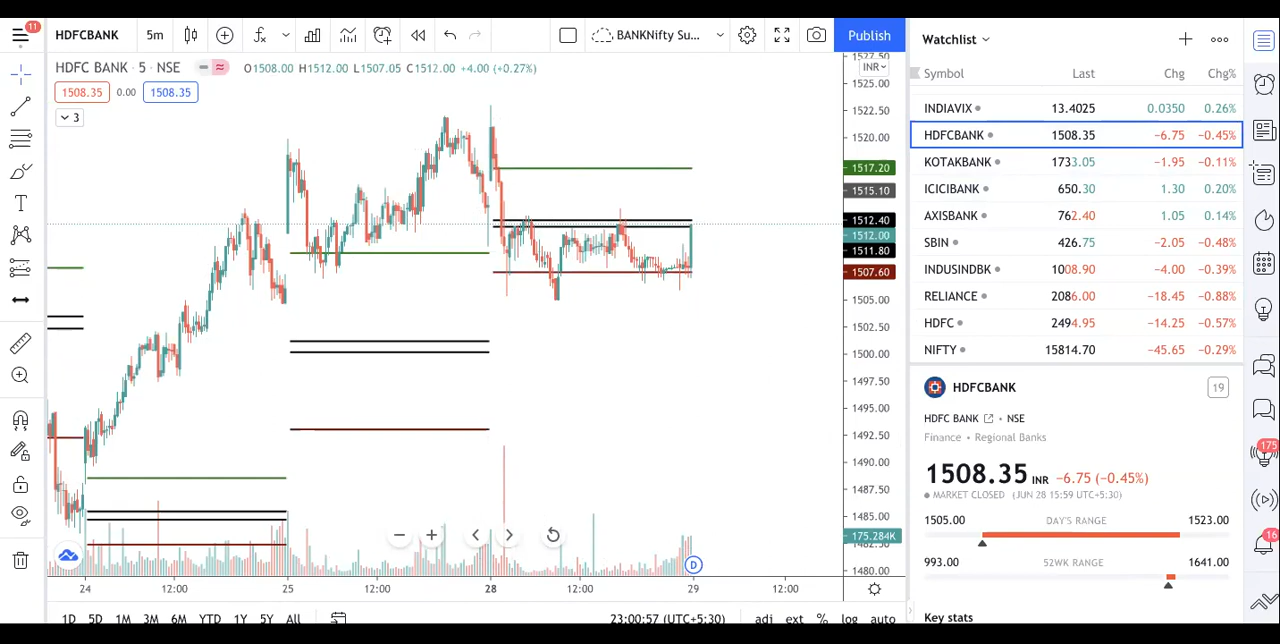 11
HDFCBANK 5m fx BANKNifty Su... Publish
HDFC BANK · 5 · NSE O1508.00 H1512.00 L1507.05 C1512.00 +4.00 (+0.27%)
1508.35 0.00 1508.35
3
INR
1527.50
1525.00
1522.50
1520.00
1517.20
1515.10
1512.40
1512.00
1511.80
1507.60
1505.00
1502.50
1500.00
1497.50
1495.00
1492.50
1490.00
1487.50
1485.00
175.284K
1482.50
1480.00
D
24 12:00 25 12:00 28 12:00 29 12:00
1D 5D 1M 3M 6M YTD 1Y 5Y All 23:00:57 (UTC+5:30) adj ext % log auto
Watchlist
Symbol Last Chg Chg%
INDIAVIX 13.4025 0.0350 0.26%
HDFCBANK 1508.35 −6.75 −0.45%
KOTAKBANK 1733.05 −1.95 −0.11%
ICICIBANK 650.30 1.30 0.20%
AXISBANK 762.40 1.05 0.14%
SBIN 426.75 −2.05 −0.48%
INDUSINDBK 1008.90 −4.00 −0.39%
RELIANCE 2086.00 −18.45 −0.88%
HDFC 2494.95 −14.25 −0.57%
NIFTY 15814.70 −45.65 −0.29%
HDFCBANK 19
HDFC BANK · NSE
Finance · Regional Banks
1508.35 INR −6.75 (−0.45%)
MARKET CLOSED (JUN 28 15:59 UTC+5:30)
1505.00 DAY'S RANGE 1523.00
993.00 52WK RANGE 1641.00
Key stats
175
16